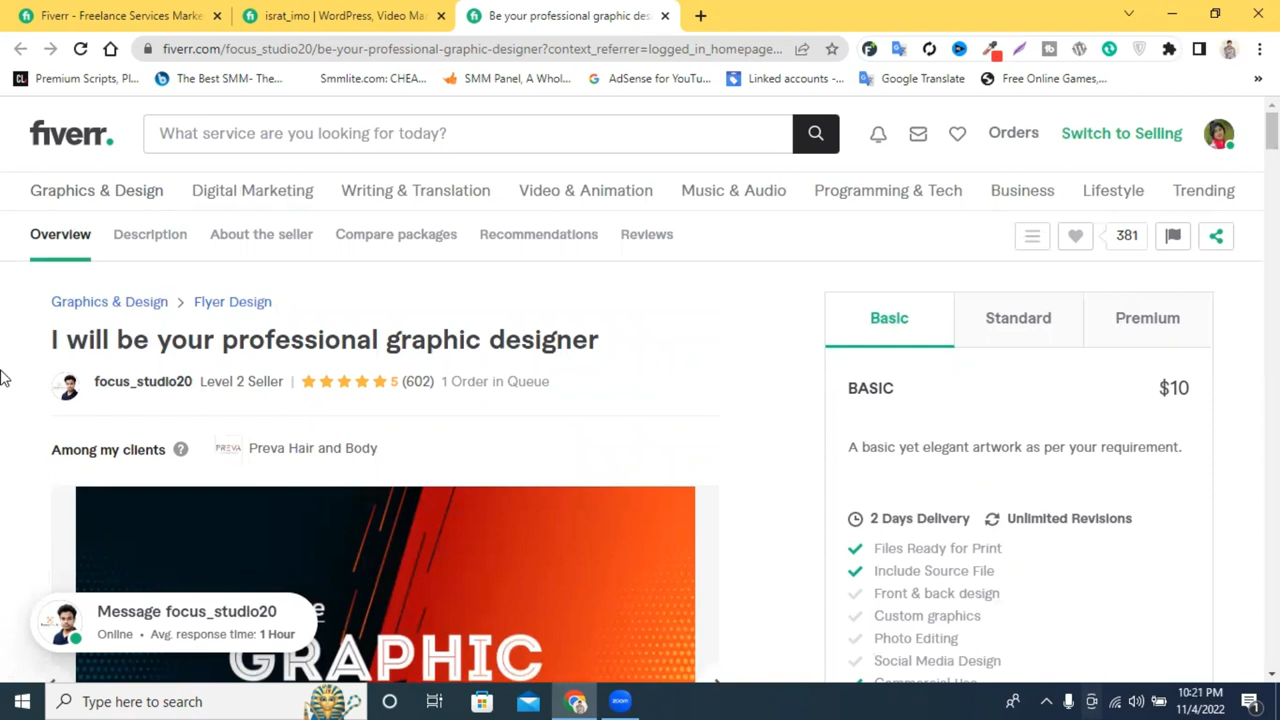 Fiverr - Freelance Services Marke
israt_imo | WordPress, Video Ma
Be your professional graphic des
fiverr.com/focus_studio20/be-your-professional-graphic-designer?context_referrer=logged_in_homepage...
Premium Scripts, Pl...
The Best SMM- The...
Smmlite.com: CHEA...
SMM Panel, A Whol...
AdSense for YouTu...
Linked accounts -...
Google Translate
Free Online Games,...
fiverr.
What service are you looking for today?
Orders
Switch to Selling
Graphics & Design
Digital Marketing
Writing & Translation
Video & Animation
Music & Audio
Programming & Tech
Business
Lifestyle
Trending
Overview
Description
About the seller
Compare packages
Recommendations
Reviews
381
Graphics & Design > Flyer Design
I will be your professional graphic designer
focus_studio20 Level 2 Seller | 5 (602) 1 Order in Queue
Among my clients ? PREVA Preva Hair and Body
GRAPHIC
Message focus_studio20
Online • Avg. response time: 1 Hour
Basic
Standard
Premium
BASIC $10
A basic yet elegant artwork as per your requirement.
2 Days Delivery Unlimited Revisions
Files Ready for Print
Include Source File
Front & back design
Custom graphics
Photo Editing
Social Media Design
Commercial Use
Type here to search
zoom
10:21 PM
11/4/2022
1